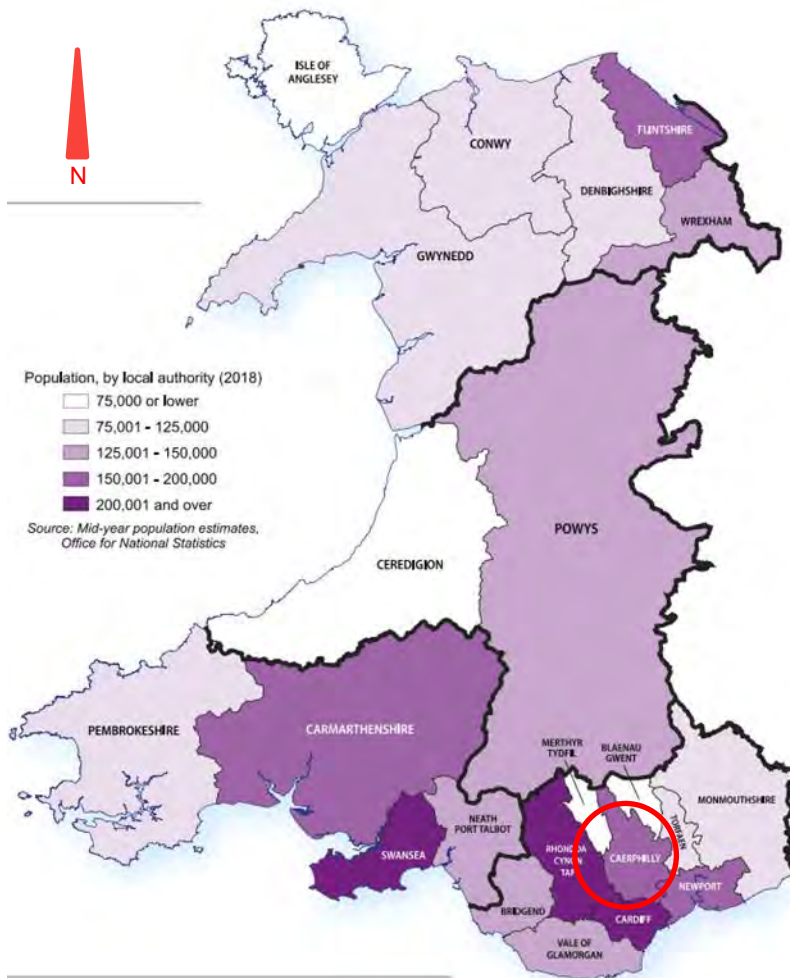 ISLE OF
ANGLESEY
N
CONWY
FLINTSHIRE
DENBIGHSHIRE
WREXHAM
GWYNEDD
Population, by local authority (2018)
75,000 or lower
75,001 - 125,000
125,001 - 150,000
150,001 - 200,000
200,001 and over
Source: Mid-year population estimates,
Office for National Statistics
POWYS
CEREDIGION
PEMBROKESHIRE
CARMARTHENSHIRE
MERTHYR
TYDFIL
BLAENAU
GWENT
MONMOUTHSHIRE
NEATH
PORT TALBOT
TORFAEN
SWANSEA
RHONDDA
CYNON
TAF
CAERPHILLY
NEWPORT
BRIDGEND
CARDIFF
VALE OF
GLAMORGAN